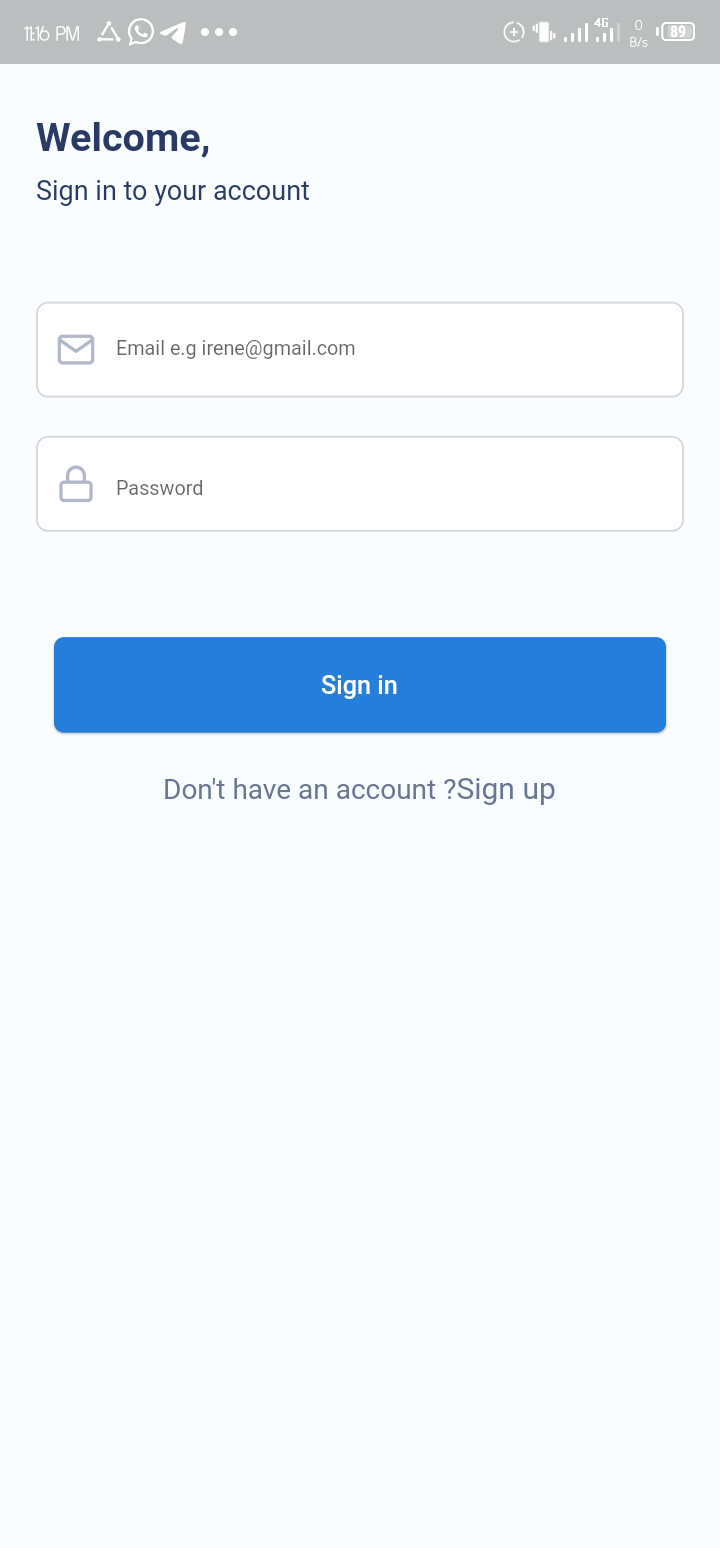 11:16 PM 4G 0 B/s 89
Welcome,
Sign in to your account
Email e.g irene@gmail.com
Password
Sign in
Don't have an account ?Sign up